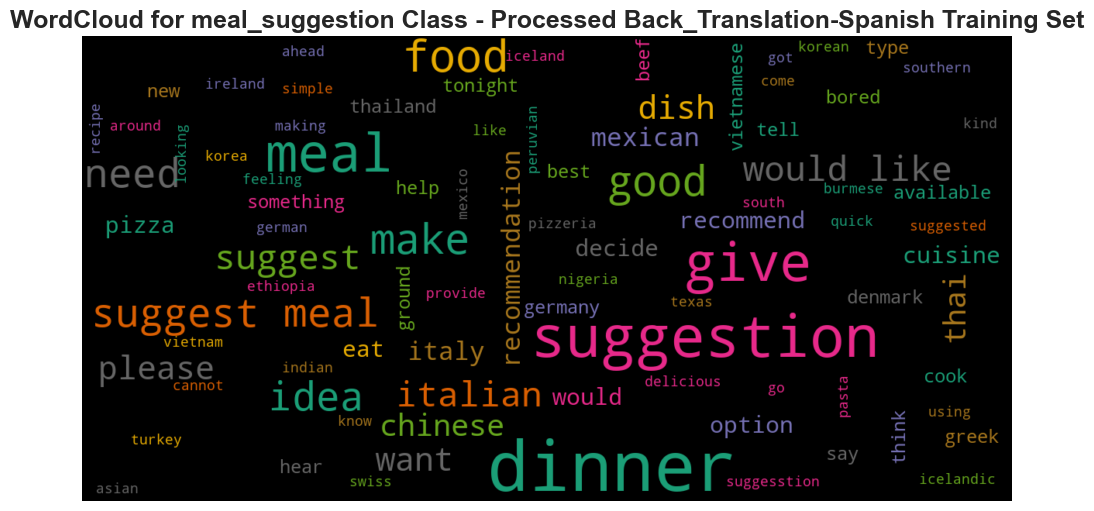 WordCloud for meal_suggestion Class - Processed Back_Translation-Spanish Training Set
ahead
food
iceland
beef
vietnamese
korean
got
type
southern
new
ireland
simple
tonight
come
recipe
around
making
thailand
like
peruvian
dish
mexican
tell
bored
kind
looking
korea
meal
need
feeling
help
mexico
recommendation
best
good
would like
burmese
available
something
pizza
german
make
pizzeria
decide
south
recommend
quick
suggested
suggest
ethiopia
ground
provide
nigeria
give
cuisine
suggest meal
germany
texas
denmark
thai
vietnam
eat
italy
suggestion
please
cannot
indian
delicious
go
pasta
cook
idea
italian
would
know
chinese
option
think
using
greek
turkey
hear
want
say
asian
swiss
dinner
suggesstion
icelandic